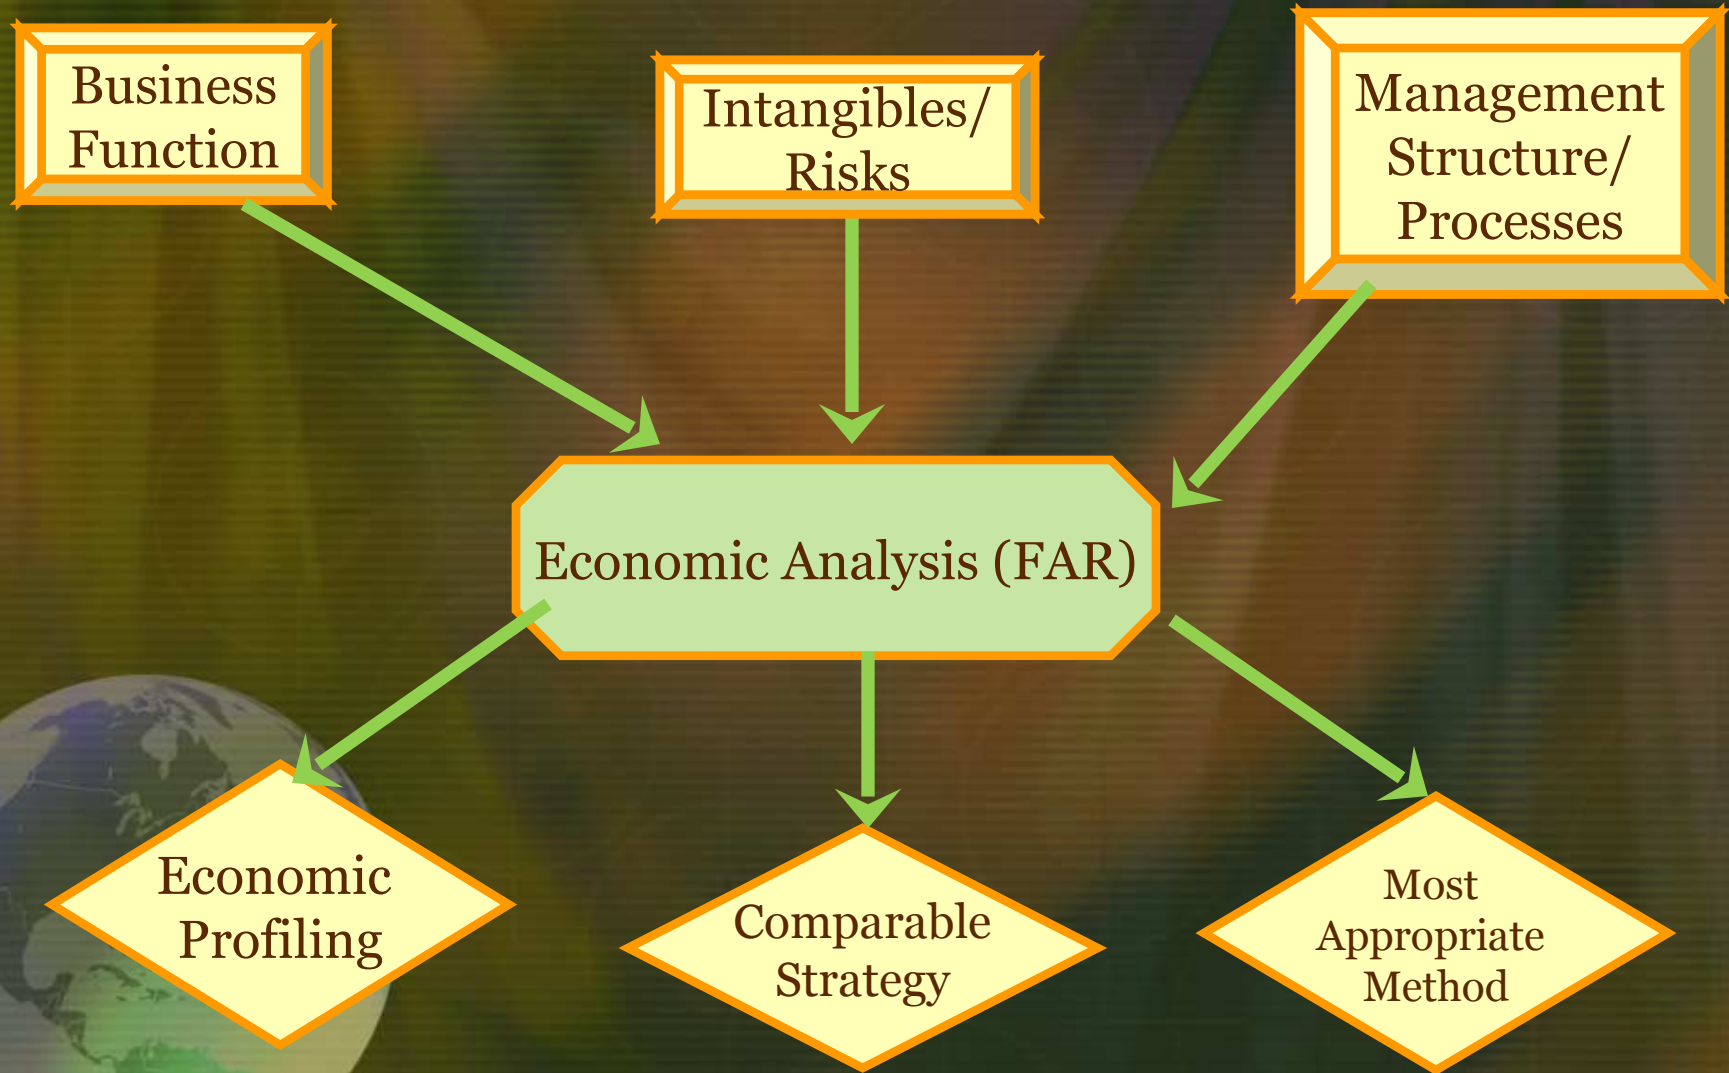 Business
Function
Intangibles/
Risks
Management
Structure/
Processes
Economic Analysis (FAR)
Economic
Profiling
Comparable
Strategy
Most
Appropriate
Method